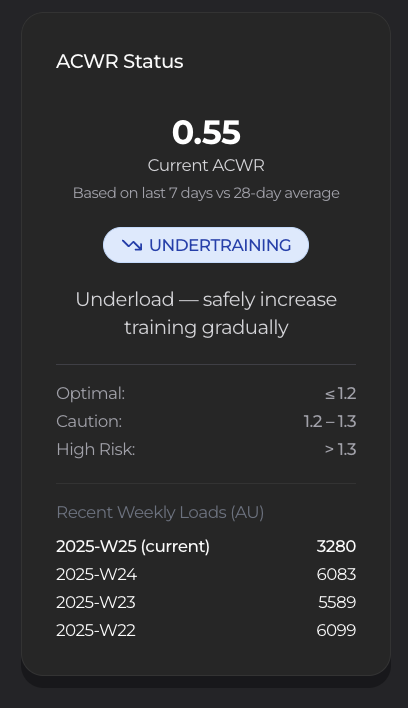 ACWR Status
0.55
Current ACWR
Based on last 7 days vs 28-day average
UNDERTRAINING
Underload — safely increase
training gradually
Optimal: ≤ 1.2
Caution: 1.2 – 1.3
High Risk: > 1.3
Recent Weekly Loads (AU)
2025-W25 (current) 3280
2025-W24 6083
2025-W23 5589
2025-W22 6099